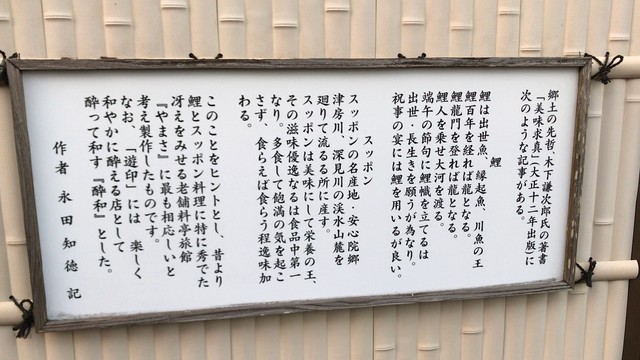 郷土の先哲・木下謙次郎氏の著書
「美味求真」(大正十二年出版)に
次のような記事がある。
鯉
鯉は出世魚、縁起魚、川魚の王
鯉百年を経れば龍となる。
鯉龍門を登れば龍となる。
鯉人を乗せ大河を渡る。
端午の節句に鯉幟を立てるは
出世・長生きを願うが為なり。
祝事の宴には鯉を用いるが良い。
スッポン
スッポンの名産地・安心院郷
津房川、深見川の渓水山麓を
廻りて流るる所に産す。
スッポンは美味にして栄養の王、
その滋味優逸なるは食品中第一
なり。多食して飽満の気を起こ
さず、食らえば食らう程逸味加
わる。
このことをヒントとし、昔より
鯉とスッポン料理に特に秀でた
冴えをみせる老舗料亭旅館
『やまさ』に最も相応しいと
考え製作したものです。
なお、「遊印」には 楽しく
和やかに酔える店として
酔って和す『酔和』とした。
作者 永田知徳 記